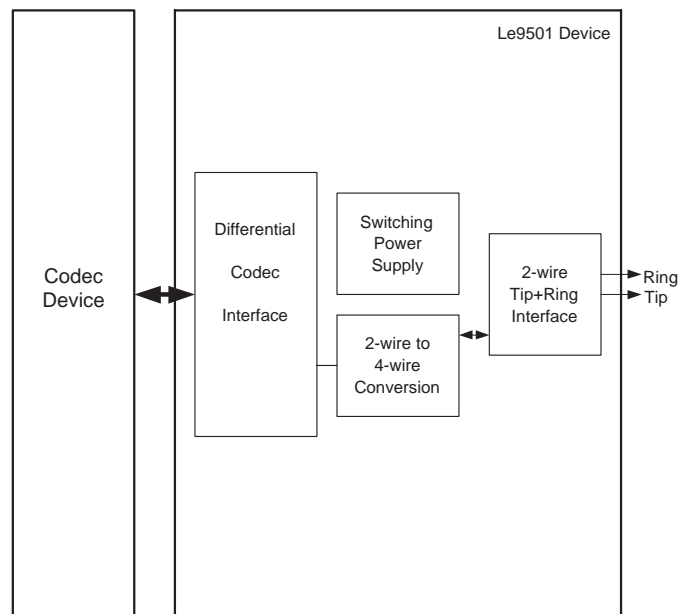 Le9501 Device
Codec
Device
Differential
Codec
Interface
Switching
Power
Supply
2-wire to
4-wire
Conversion
2-wire
Tip+Ring
Interface
Ring
Tip